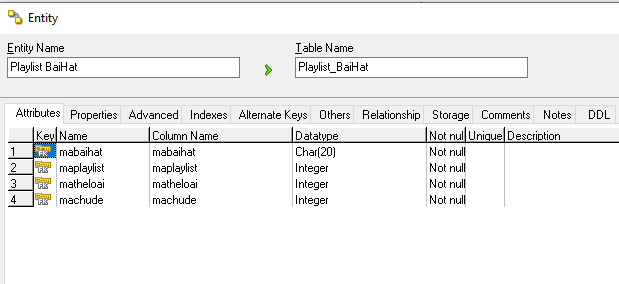 Entity
Entity Name
Table Name
Playlist BaiHat
Playlist_BaiHat
Attributes Properties Advanced Indexes Alternate Keys Others Relationship Storage Comments Notes DDL
Key Name Column Name Datatype Not nul Unique Description
1 mabaihat mabaihat Char(20) Not null
2 maplaylist maplaylist Integer Not null
3 matheloai matheloai Integer Not null
4 machude machude Integer Not null